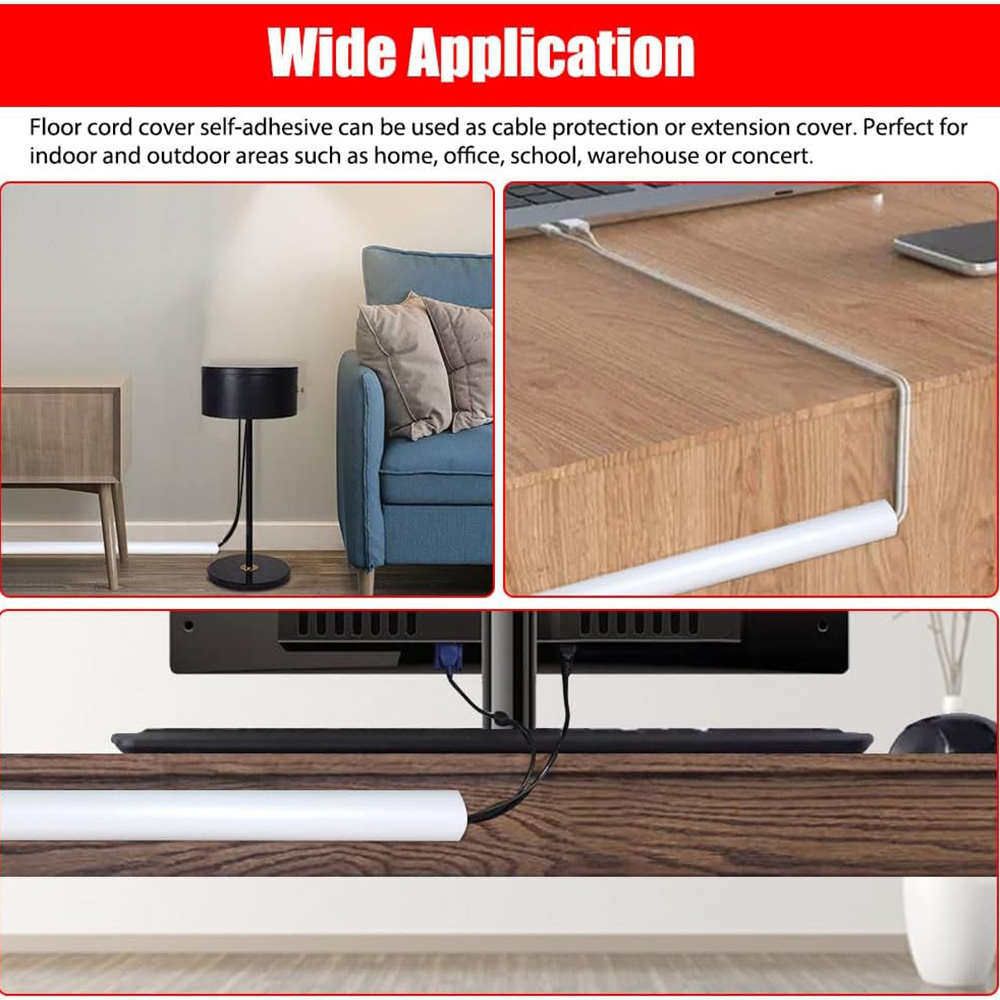 Wide Application
Floor cord cover self-adhesive can be used as cable protection or extension cover. Perfect for
indoor and outdoor areas such as home, office, school, warehouse or concert.